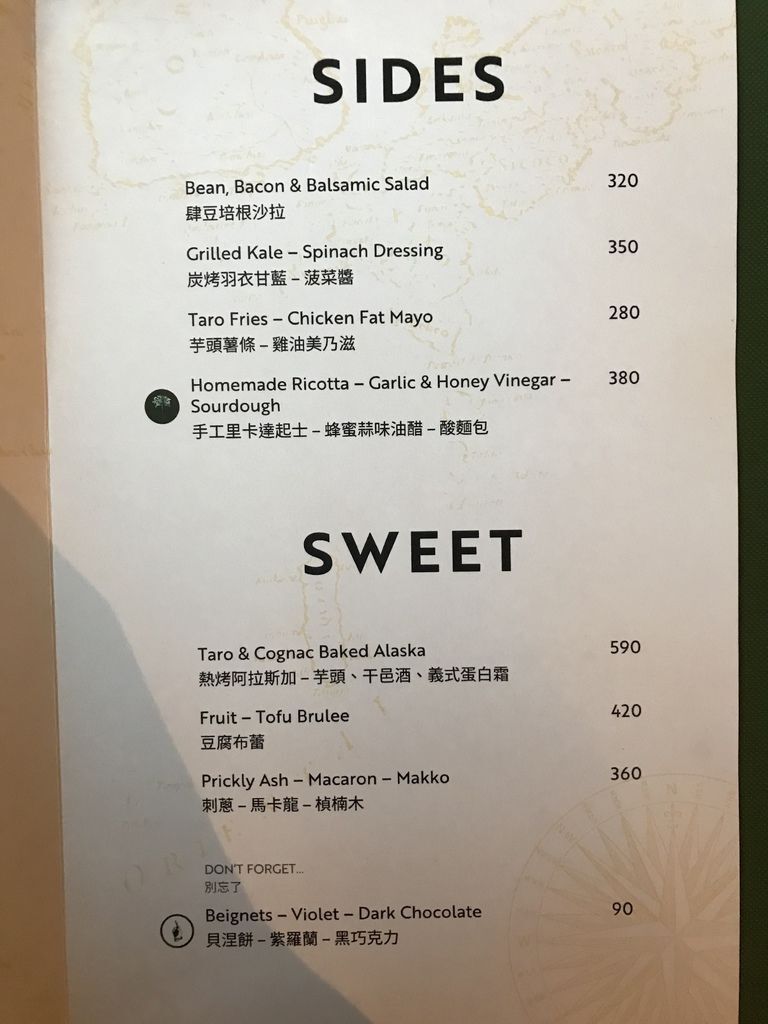 SIDES
Bean, Bacon & Balsamic Salad 320
肆豆培根沙拉
Grilled Kale – Spinach Dressing 350
炭烤羽衣甘藍 – 菠菜醬
Taro Fries – Chicken Fat Mayo 280
芋頭薯條 – 雞油美乃滋
Homemade Ricotta – Garlic & Honey Vinegar – 380
Sourdough
手工里卡達起士 – 蜂蜜蒜味油醋 – 酸麵包
SWEET
Taro & Cognac Baked Alaska 590
熱烤阿拉斯加 – 芋頭、干邑酒、義式蛋白霜
Fruit – Tofu Brulee 420
豆腐布蕾
Prickly Ash – Macaron – Makko 360
刺蔥 – 馬卡龍 – 楨楠木
DON'T FORGET...
別忘了
Beignets – Violet – Dark Chocolate 90
貝涅餅 – 紫羅蘭 – 黑巧克力